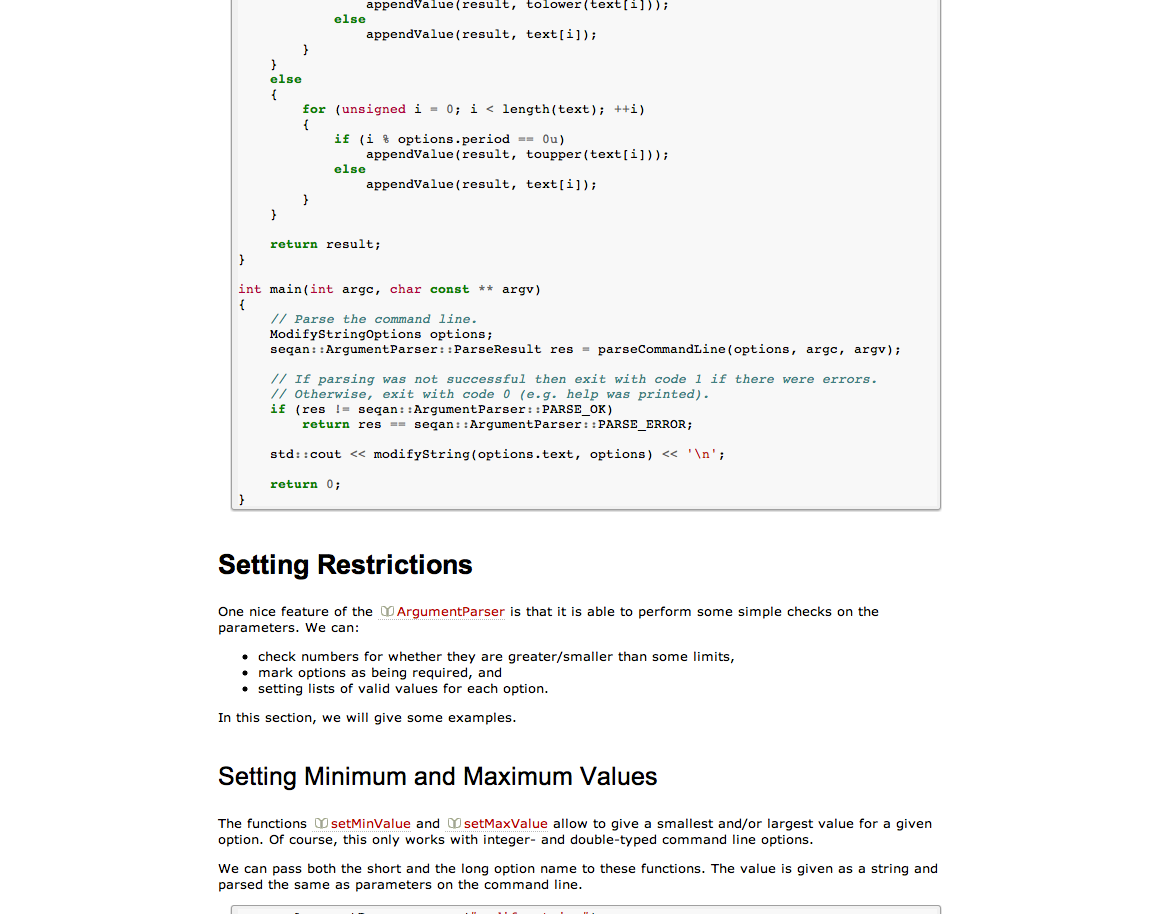 appendValue(result, tolower(text[i]));
else
appendValue(result, text[i]);
}
}
else
{
for (unsigned i = 0; i < length(text); ++i)
{
if (i % options.period == 0u)
appendValue(result, toupper(text[i]));
else
appendValue(result, text[i]);
}
}
return result;
}
int main(int argc, char const ** argv)
{
// Parse the command line.
ModifyStringOptions options;
seqan::ArgumentParser::ParseResult res = parseCommandLine(options, argc, argv);
// If parsing was not successful then exit with code 1 if there were errors.
// Otherwise, exit with code 0 (e.g. help was printed).
if (res != seqan::ArgumentParser::PARSE_OK)
return res == seqan::ArgumentParser::PARSE_ERROR;
std::cout << modifyString(options.text, options) << '\n';
return 0;
}
Setting Restrictions
One nice feature of the ArgumentParser is that it is able to perform some simple checks on the
parameters. We can:
• check numbers for whether they are greater/smaller than some limits,
• mark options as being required, and
• setting lists of valid values for each option.
In this section, we will give some examples.
Setting Minimum and Maximum Values
The functions setMinValue and setMaxValue allow to give a smallest and/or largest value for a given
option. Of course, this only works with integer- and double-typed command line options.
We can pass both the short and the long option name to these functions. The value is given as a string and
parsed the same as parameters on the command line.